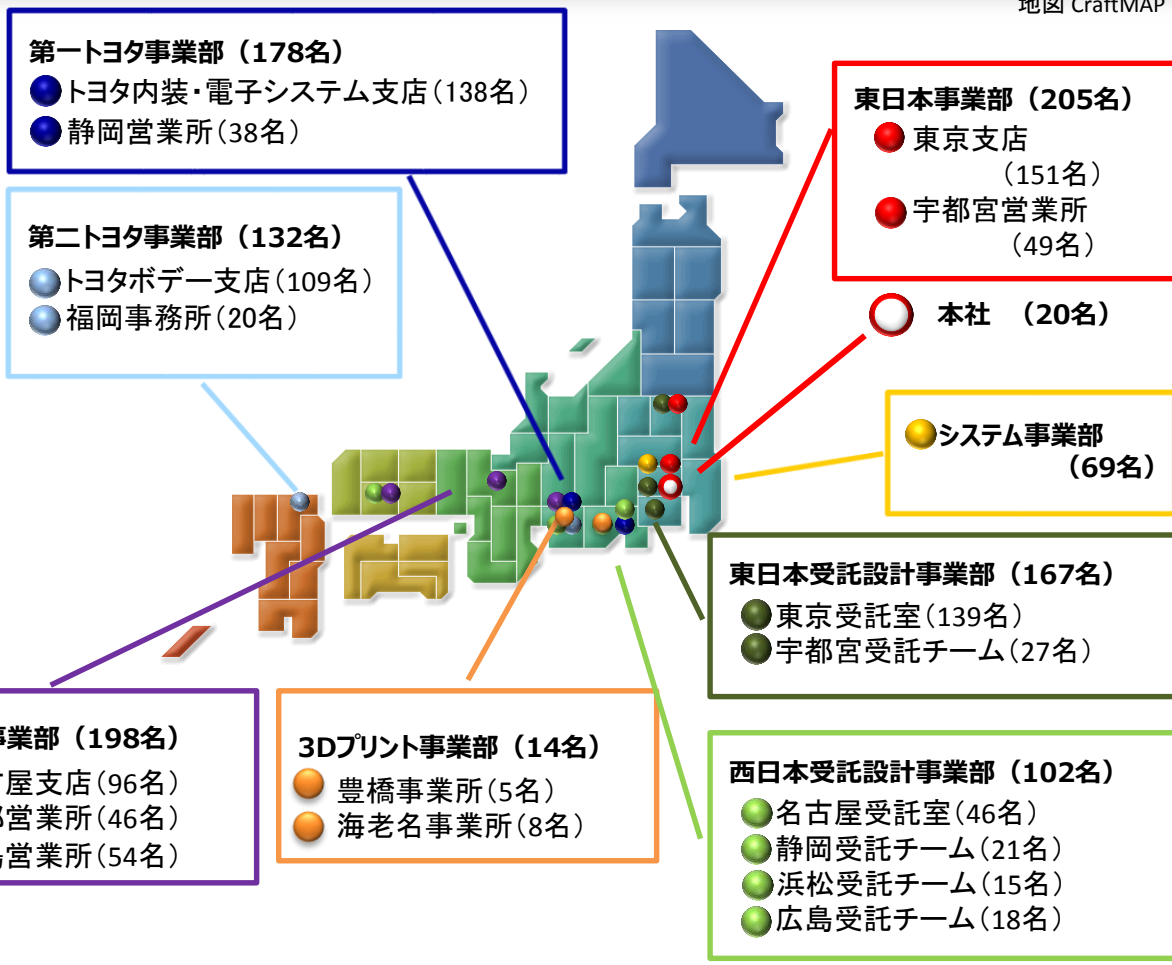 地図 CraftMAP
第一トヨタ事業部（178名）
トヨタ内装・電子システム支店（138名）
静岡営業所（38名）
東日本事業部（205名）
東京支店
（151名）
宇都宮営業所
（49名）
第二トヨタ事業部（132名）
トヨタボデー支店（109名）
福岡事務所（20名）
本社　（20名）
システム事業部
（69名）
東日本受託設計事業部（167名）
東京受託室（139名）
宇都宮受託チーム（27名）
事業部（198名）
屋支店（96名）
営業所（46名）
営業所（54名）
3Dプリント事業部（14名）
豊橋事業所（5名）
海老名事業所（8名）
西日本受託設計事業部（102名）
名古屋受託室（46名）
静岡受託チーム（21名）
浜松受託チーム（15名）
広島受託チーム（18名）